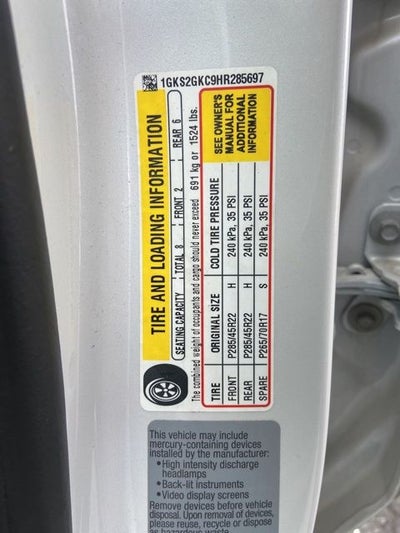 1GKS2GKC9HR285697
TIRE AND LOADING INFORMATION
SEATING CAPACITY TOTAL 8 FRONT 2 REAR 6
The combined weight of occupants and cargo should never exceed 691 kg or 1524 lbs.
TIRE ORIGINAL SIZE COLD TIRE PRESSURE
FRONT P285/45R22 H 240 kPa, 35 PSI
REAR P285/45R22 H 240 kPa, 35 PSI
SPARE P265/70R17 S 240 kPa, 35 PSI
SEE OWNER'S
MANUAL FOR
ADDITIONAL
INFORMATION
This vehicle may include
mercury-containing devices
installed by the manufacturer:
•High intensity discharge
headlamps
•Back-lit instruments
•Video display screens
Remove devices before vehicle
disposal. Upon removal of devices,
please reuse, recycle or dispose
as hazardous waste.